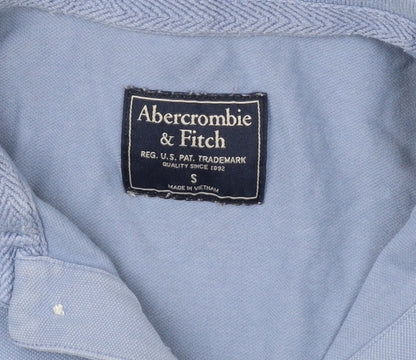 Abercrombie
& Fitch
REG. U.S. PAT. TRADEMARK
QUALITY SINCE 1892
S
MADE IN VIETNAM